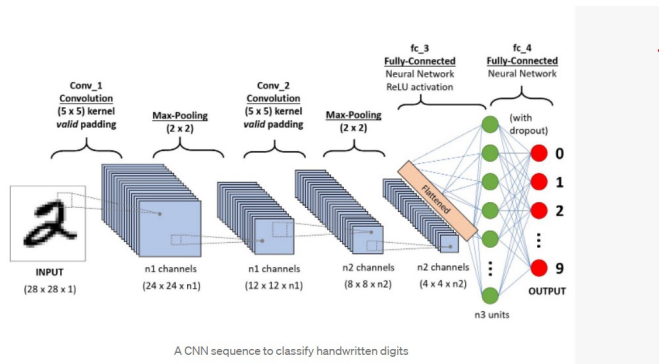 fc_3
Fully-Connected
Neural Network
ReLU activation
fc_4
Fully-Connected
Neural Network
Conv_1
Convolution
(5 x 5) kernel
valid padding
Max-Pooling
(2 x 2)
Conv_2
Convolution
(5 x 5) kernel
valid padding
Max-Pooling
(2 x 2)
(with
dropout)
Flattened
0
1
2
9
2
INPUT
(28 x 28 x 1)
n1 channels
(24 x 24 x n1)
n1 channels
(12 x 12 x n1)
n2 channels
(8 x 8 x n2)
n2 channels
(4 x 4 x n2)
OUTPUT
n3 units
A CNN sequence to classify handwritten digits